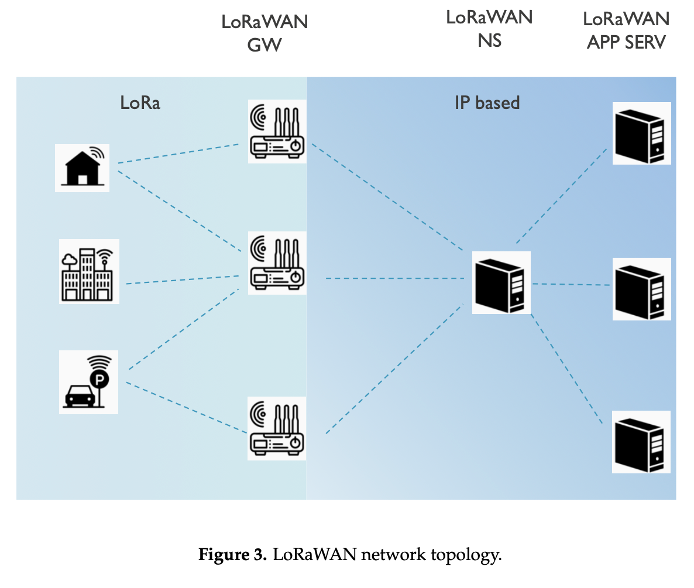 LoRaWAN
GW
LoRaWAN
NS
LoRaWAN
APP SERV
LoRa
IP based
P
Figure 3. LoRaWAN network topology.